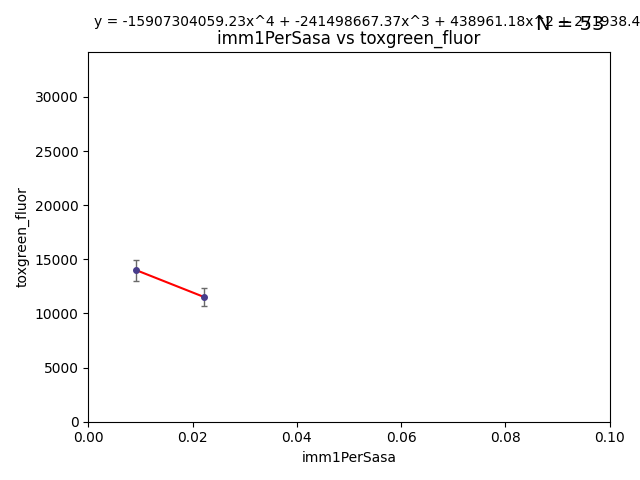 y = -15907304059.23x^4 + -241498667.37x^3 + 438961.18x^2 + 271938.4
N = 53
imm1PerSasa vs toxgreen_fluor
30000
25000
20000
15000
10000
5000
0
toxgreen_fluor
0.00 0.02 0.04 0.06 0.08 0.10
imm1PerSasa